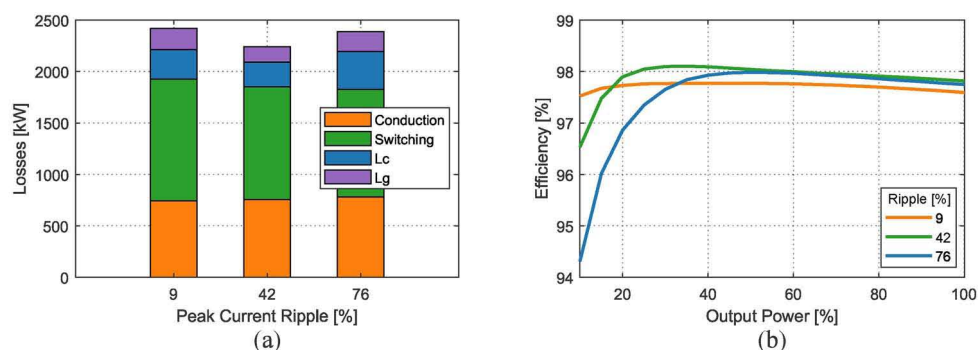 2500
2000
1500
1000
500
0
Losses [kW]
Conduction
Switching
Lc
Lg
9 42 76
Peak Current Ripple [%]
(a)
99
98
97
96
95
94
Efficiency [%]
Ripple [%]
9
42
76
20 40 60 80 100
Output Power [%]
(b)